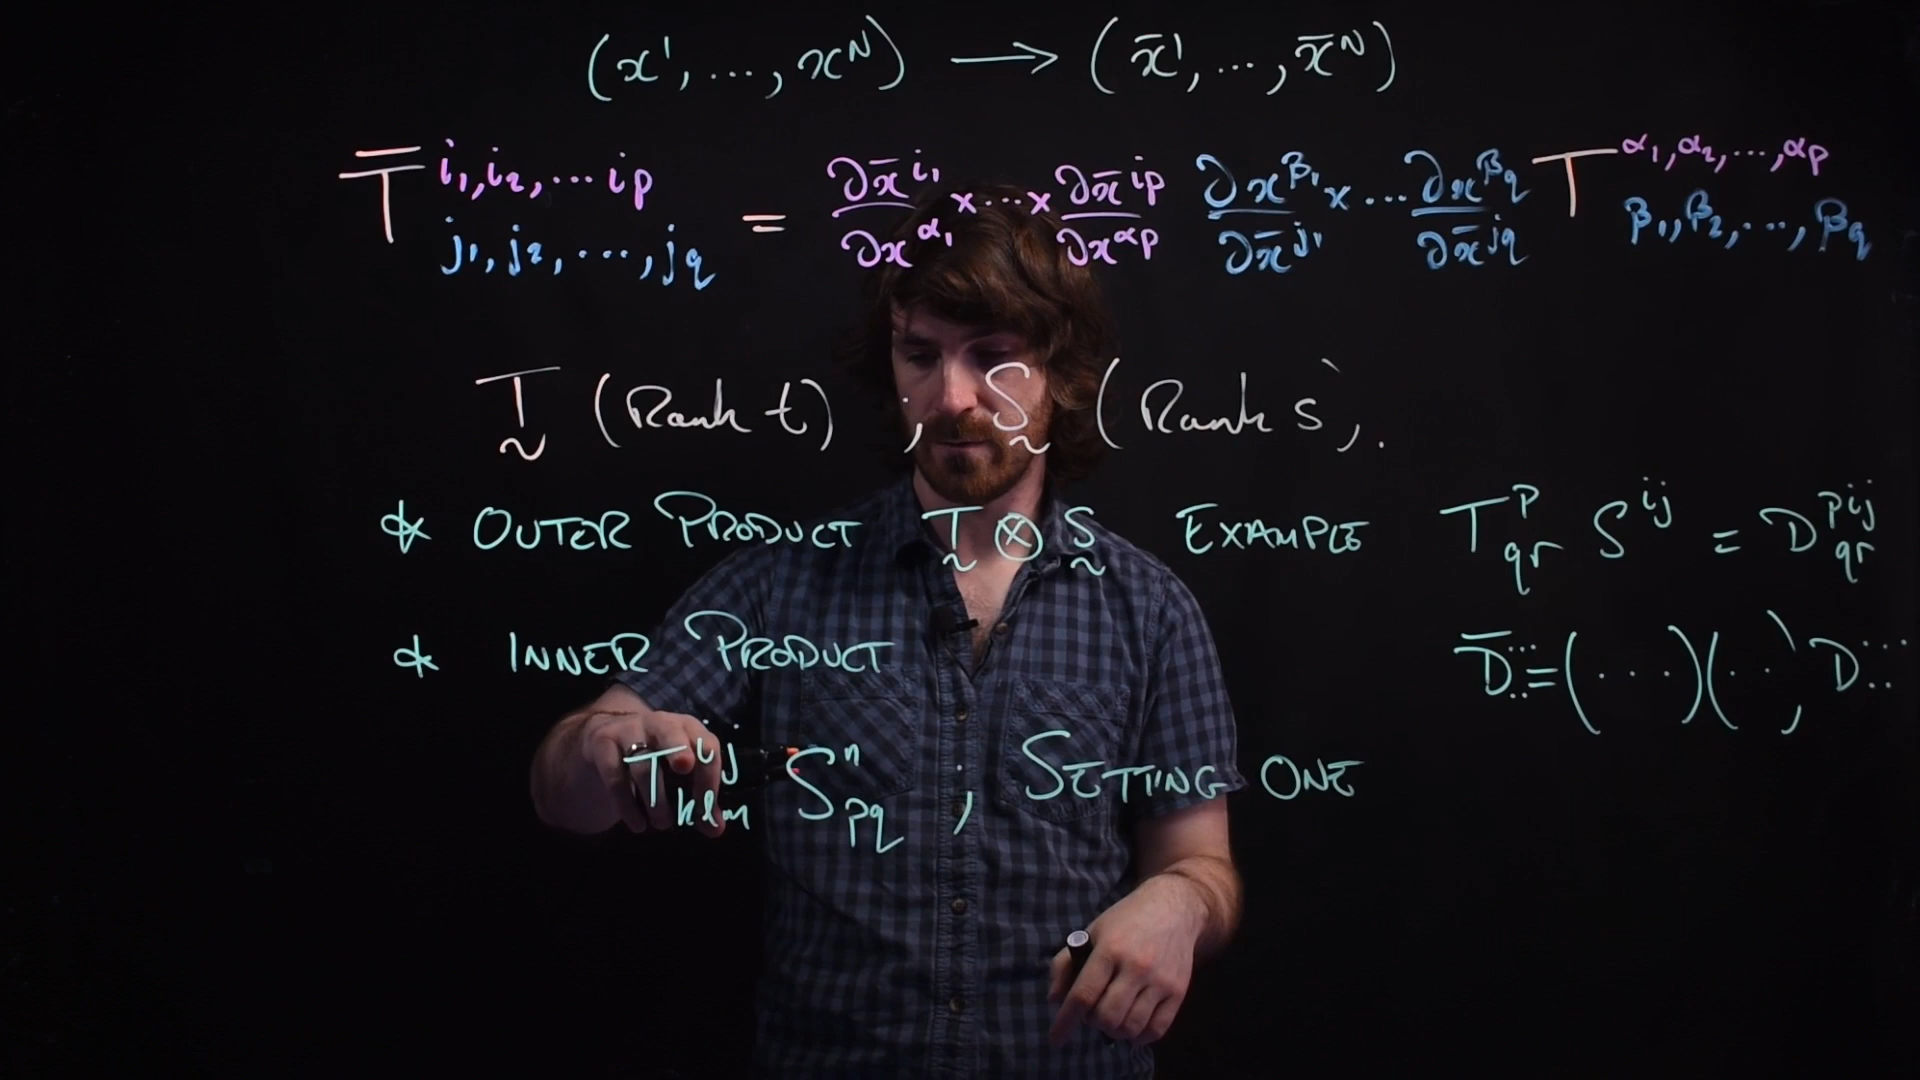 (x¹, ..., xᴺ) → (x̄¹, ..., x̄ᴺ)
T̄^{i₁, i₂, ... ip}_{j₁, j₂, ..., jq} = ∂x̄^{i₁}/∂x^{α₁} × ... × ∂x̄^{ip}/∂x^{αp} ∂x^{β₁}/∂x̄^{j₁} × ... ∂x^{βq}/∂x̄^{jq} T^{α₁, α₂, ..., αp}_{β₁, β₂, ..., βq}
T̰ (Rank t) ; S̰ (Rank s).
* OUTER PRODUCT T̰ ⊗ S̰ EXAMPLE T^p_{qr} S^{ij} = D^{pij}_{qr}
* INNER PRODUCT D̄^{...}_{..} = (...)(..) D^{...}_{..}
T^{ij}_{klm} S^n_{pq} ; SETTING ONE